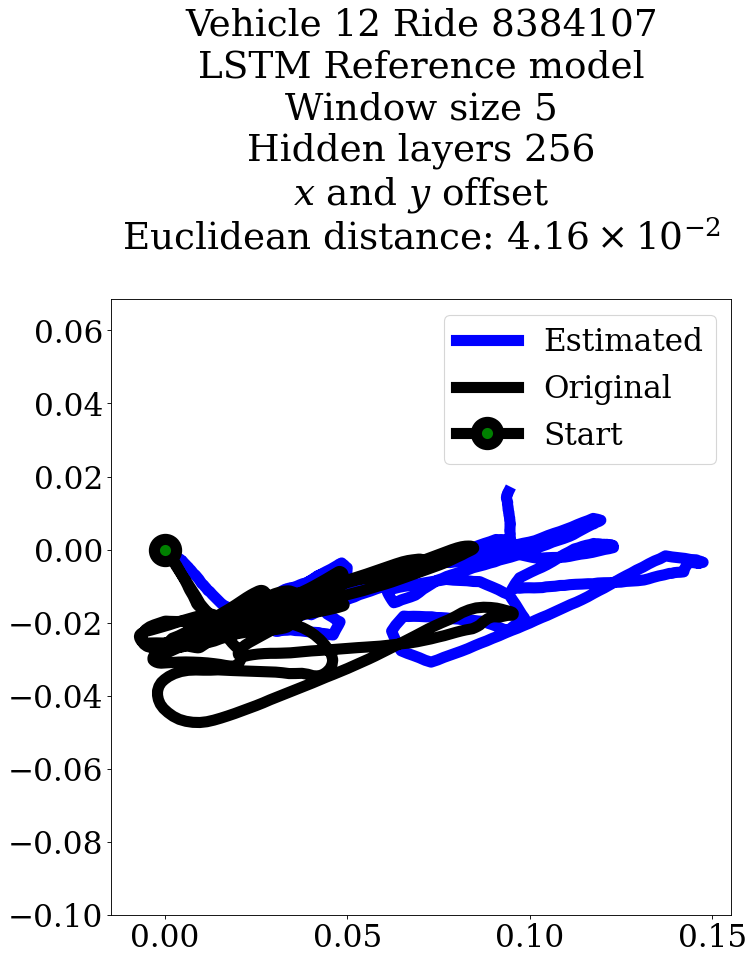 Vehicle 12 Ride 8384107
LSTM Reference model
Window size 5
Hidden layers 256
x and y offset
Euclidean distance: 4.16 × 10⁻²
Estimated
Original
Start
0.06
0.04
0.02
0.00
−0.02
−0.04
−0.06
−0.08
−0.10
0.00 0.05 0.10 0.15